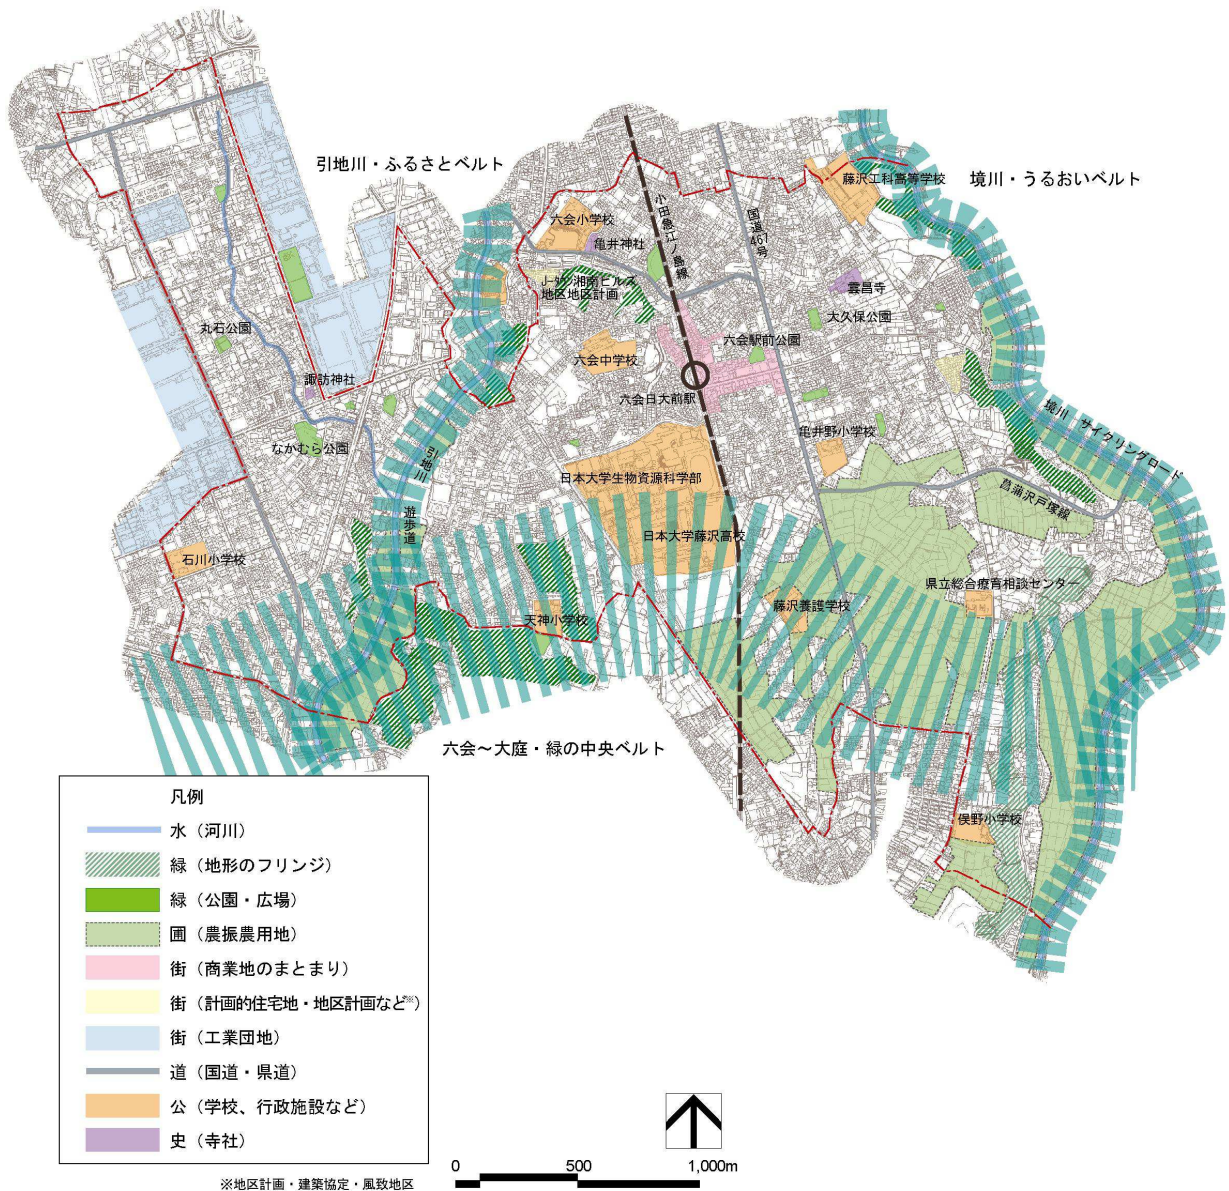 引地川・ふるさとベルト
境川・うるおいベルト
藤沢工科高等学校
六会小学校
亀井神社
小田急江ノ島線
国道467号
J-タウン湘南ヒルズ
地区地区計画
雲昌寺
大久保公園
丸石公園
六会駅前公園
六会中学校
諏訪神社
六会日大前駅
境川 サイクリングロード
なかむら公園
引地川
亀井野小学校
日本大学生物資源科学部
菖蒲沢戸塚線
遊歩道
日本大学藤沢高校
石川小学校
県立総合療育相談センター
藤沢養護学校
天神小学校
六会～大庭・緑の中央ベルト
俣野小学校
凡例
水（河川）
緑（地形のフリンジ）
緑（公園・広場）
圃（農振農用地）
街（商業地のまとまり）
街（計画的住宅地・地区計画など※）
街（工業団地）
道（国道・県道）
公（学校、行政施設など）
史（寺社）
※地区計画・建築協定・風致地区
0 500 1,000m